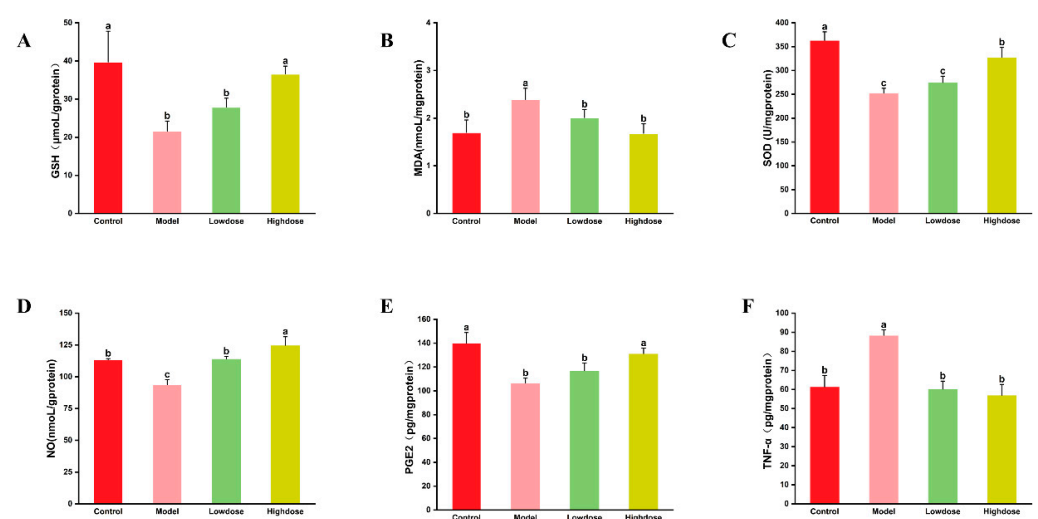 A
GSH（μmoL/gprotein）
50
40
30
20
10
0
a
b
b
a
Control Model Lowdose Highdose
B
MDA(nmoL/mgprotein)
4
3
2
1
0
b
a
b
b
Control Model Lowdose Highdose
C
SOD (U/mgprotein)
400
350
300
250
200
150
100
50
0
a
c
c
b
Control Model Lowdose Highdose
D
NO(nmoL/gprotein)
150
125
100
75
50
25
0
b
c
b
a
Control Model Lowdose Highdose
E
PGE2（pg/mgprotein）
160
140
120
100
80
60
40
20
0
a
b
b
a
Control Model Lowdose Highdose
F
TNF-α（pg/mgprotein）
100
90
80
70
60
50
40
30
20
10
0
b
a
b
b
Control Model Lowdose Highdose